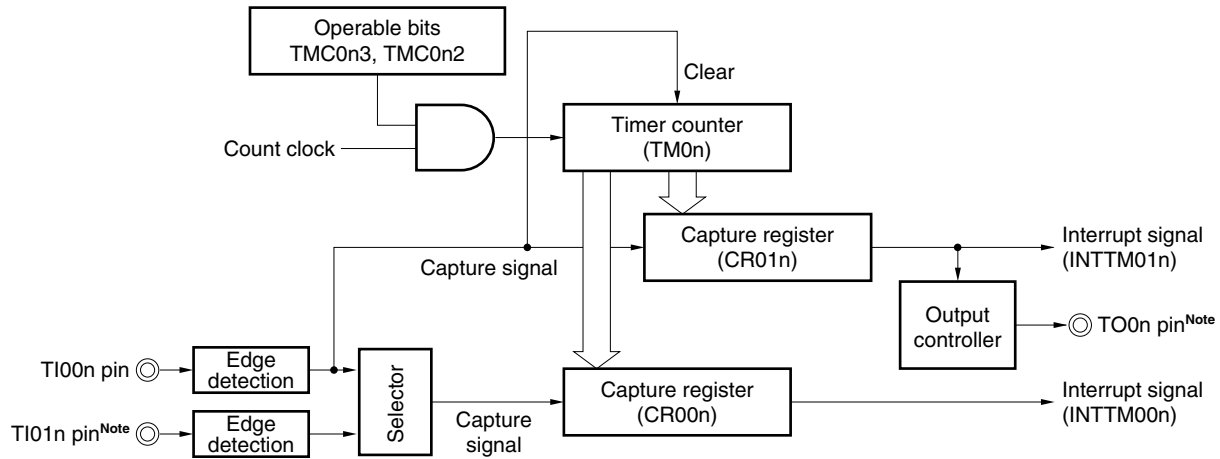 Operable bits
TMC0n3, TMC0n2
Clear
Timer counter
(TM0n)
Count clock
Capture register
(CR01n)
Interrupt signal
(INTTM01n)
Capture signal
Output
controller
TO0n pinNote
TI00n pin
Edge
detection
Selector
Capture register
(CR00n)
Interrupt signal
(INTTM00n)
TI01n pinNote
Edge
detection
Capture
signal